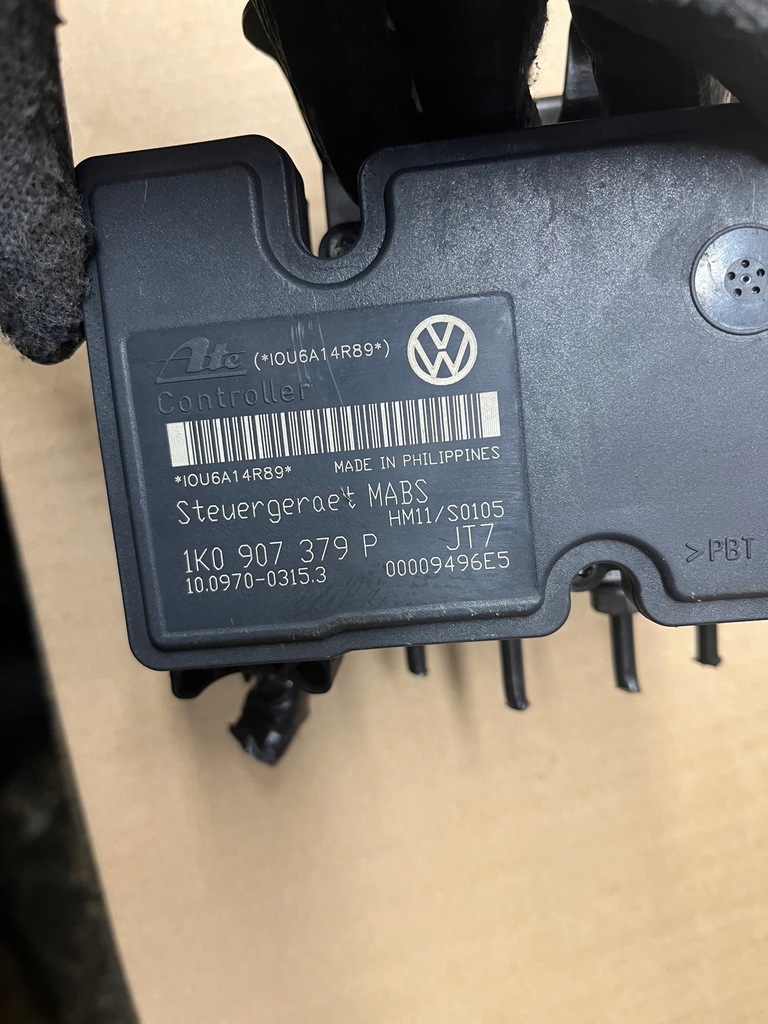 Ate (*IOU6A14R89*)
Controller
*IOU6A14R89* MADE IN PHILIPPINES
Steuergeraet MABS
HM11/S0105
1K0 907 379 P JT7
10.0970-0315.3 00009496E5
>PBT